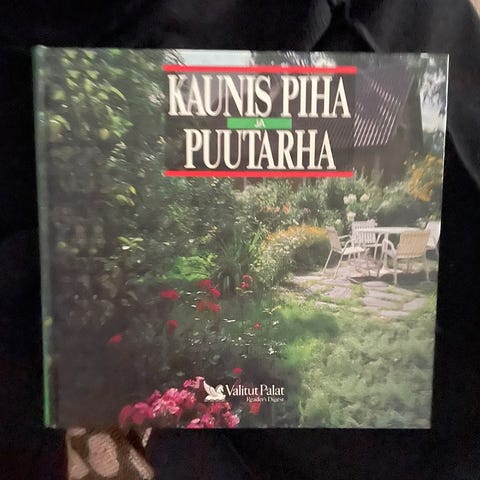 KAUNIS PIHA
JA
PUUTARHA
Valitut Palat
Reader's Digest